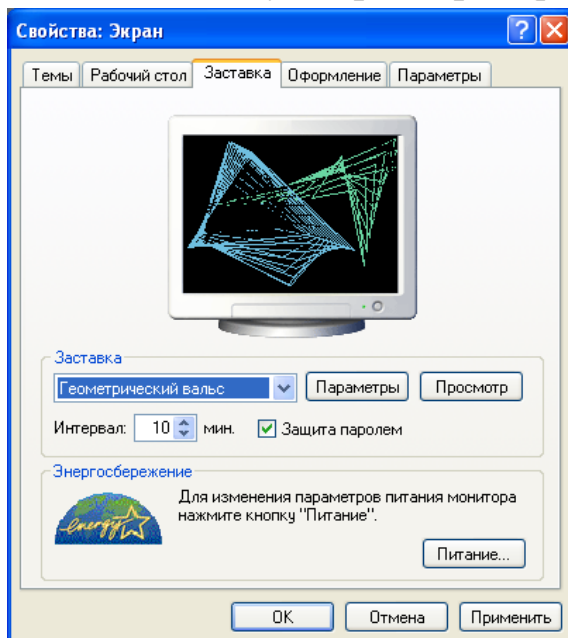 Свойства: Экран
Темы Рабочий стол Заставка Оформление Параметры
Заставка
Геометрический вальс Параметры Просмотр
Интервал: 10 мин. Защита паролем
Энергосбережение
energy
Для изменения параметров питания монитора
нажмите кнопку "Питание".
Питание...
OK Отмена Применить